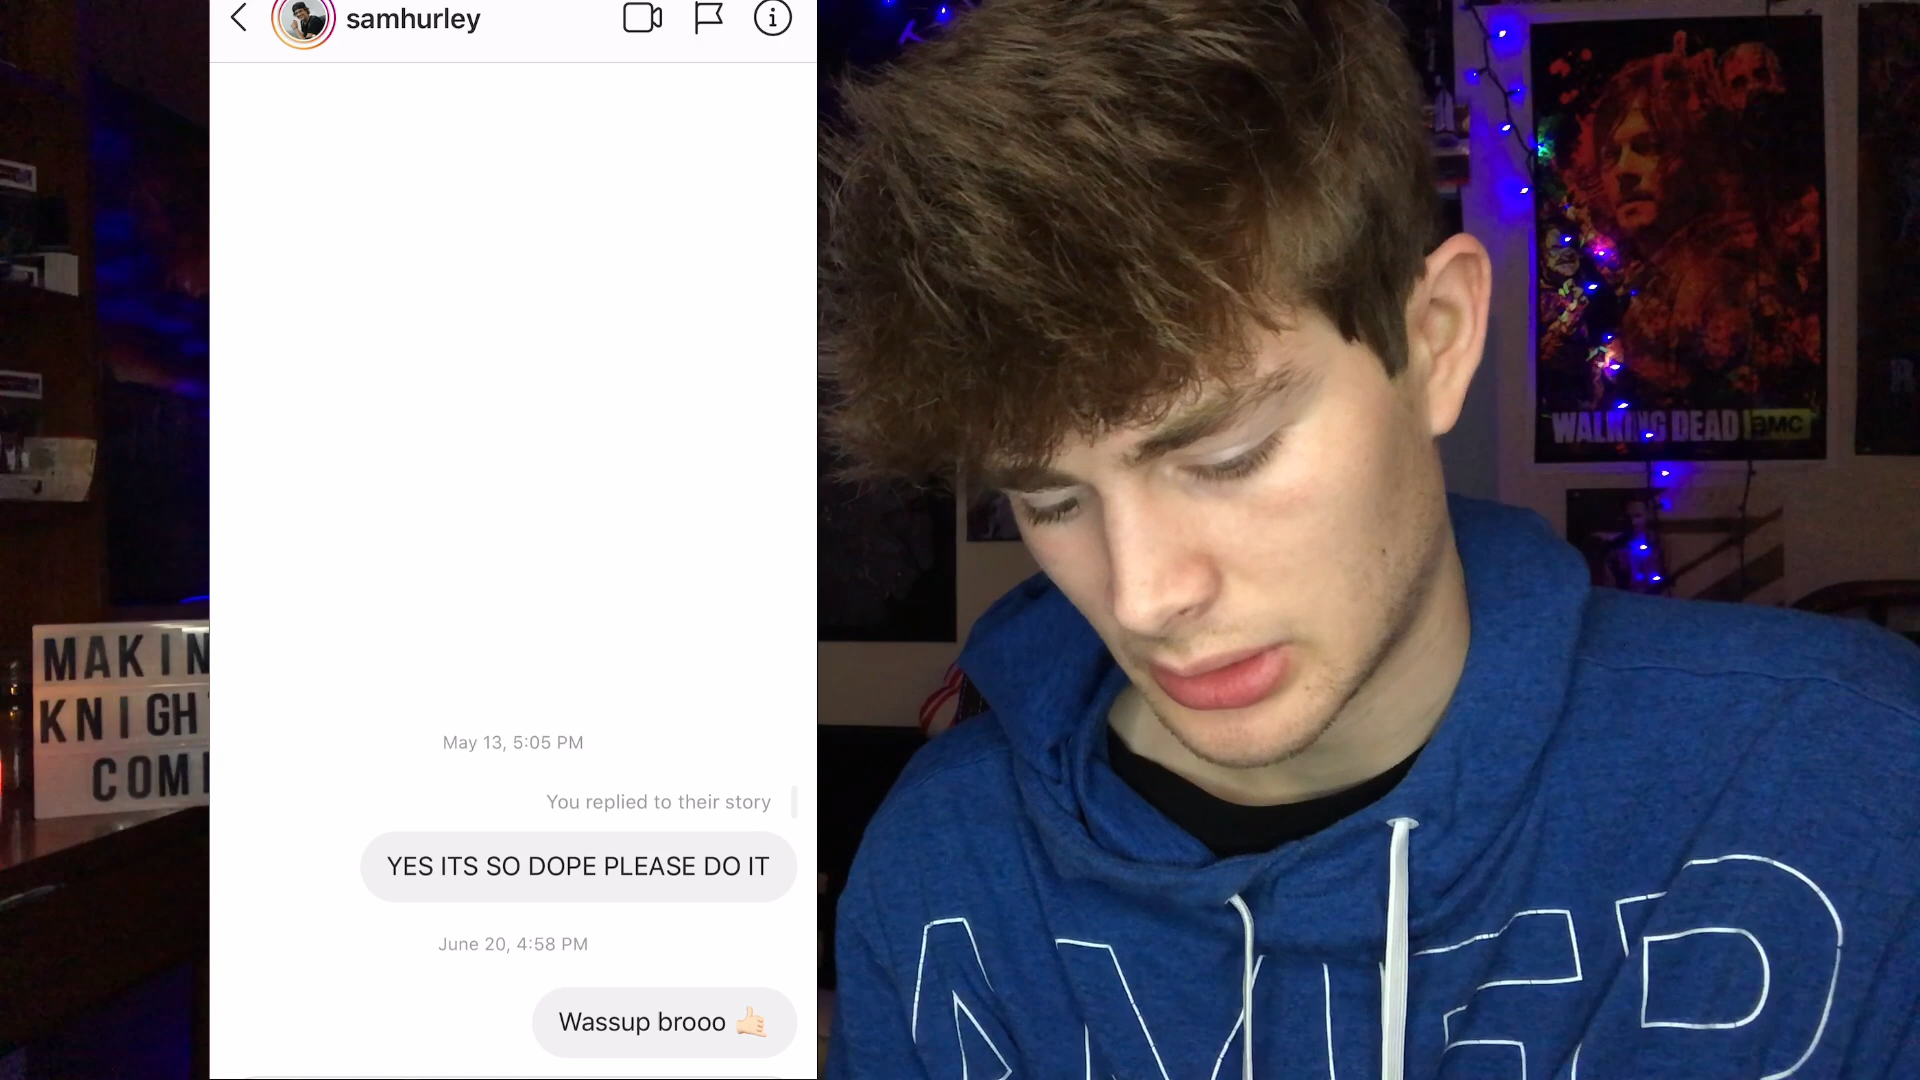 samhurley
May 13, 5:05 PM
You replied to their story
YES ITS SO DOPE PLEASE DO IT
June 20, 4:58 PM
Wassup brooo 🤙🏻
MAKIN
KNIGH
COM
WALKING DEAD AMC
AMER